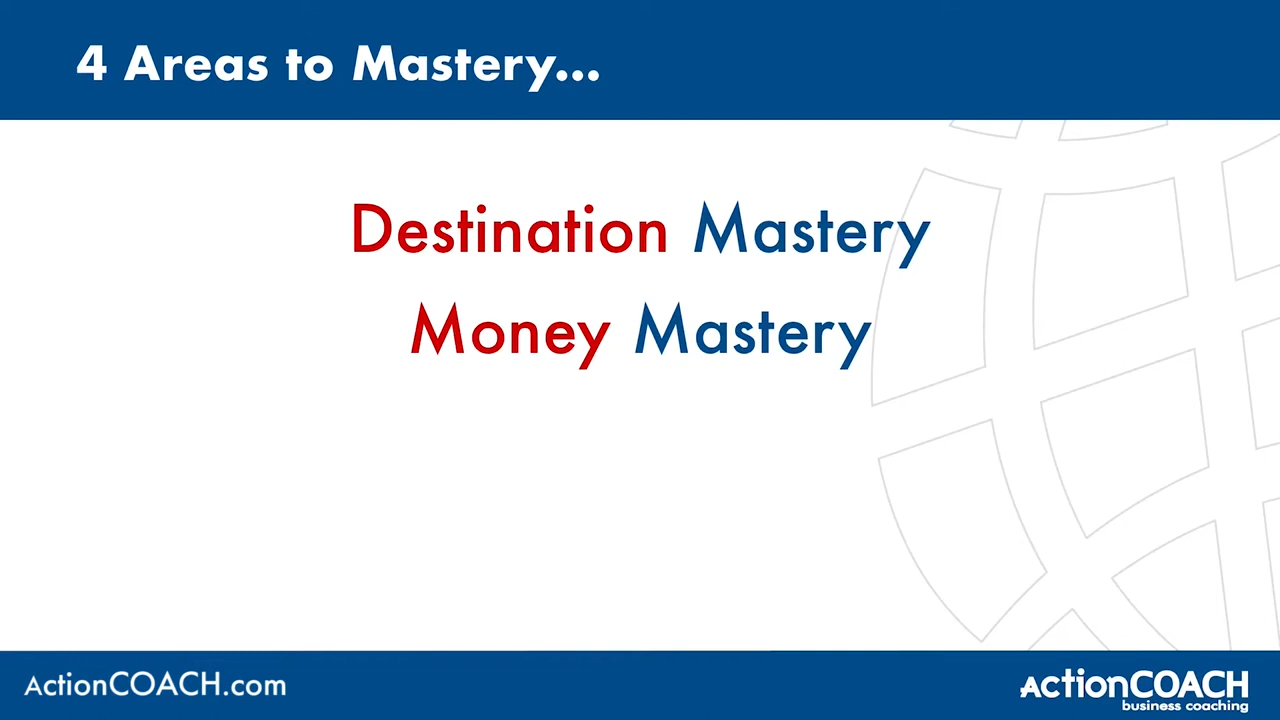 4 Areas to Mastery...
Destination Mastery
Money Mastery
ActionCOACH.com
ActionCOACH
business coaching